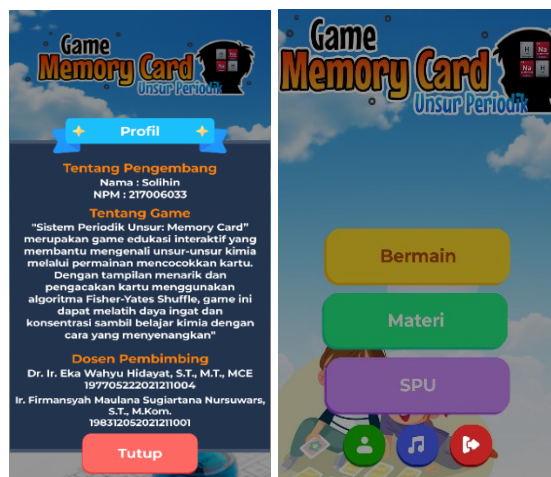 Game
Memory Card
Unsur Periodik
H
Na
H
Na
Profil
Tentang Pengembang
Nama : Solihin
NPM : 217006033
Tentang Game
"Sistem Periodik Unsur: Memory Card”
merupakan game edukasi interaktif yang
membantu mengenali unsur-unsur kimia
melalui permainan mencocokkan kartu.
Dengan tampilan menarik dan
pengacakan kartu menggunakan
algoritma Fisher-Yates Shuffle, game ini
dapat melatih daya ingat dan
konsentrasi sambil belajar kimia dengan
cara yang menyenangkan"
Dosen Pembimbing
Dr. Ir. Eka Wahyu Hidayat, S.T., M.T., MCE
197705222021211004
Ir. Firmansyah Maulana Sugiartana Nursuwars,
S.T., M.Kom.
198312052021211001
Tutup
Game
Memory Card
Unsur Periodik
H
Na
Na
H
Bermain
Materi
SPU